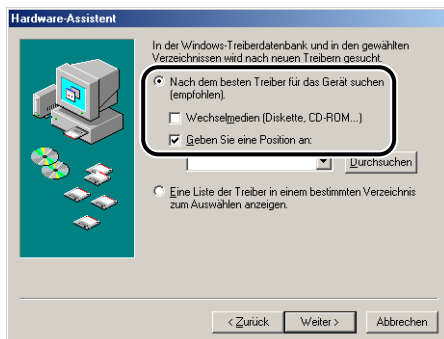 Hardware-Assistent
In der Windows-Treiberdatenbank und in den gewählten
Verzeichnissen wird nach neuen Treibern gesucht.
Nach dem besten Treiber für das Gerät suchen
(empfohlen).
Wechselmedien (Diskette, CD-ROM...)
Geben Sie eine Position an:
Durchsuchen
Eine Liste der Treiber in einem bestimmten Verzeichnis
zum Auswählen anzeigen.
< Zurück Weiter > Abbrechen